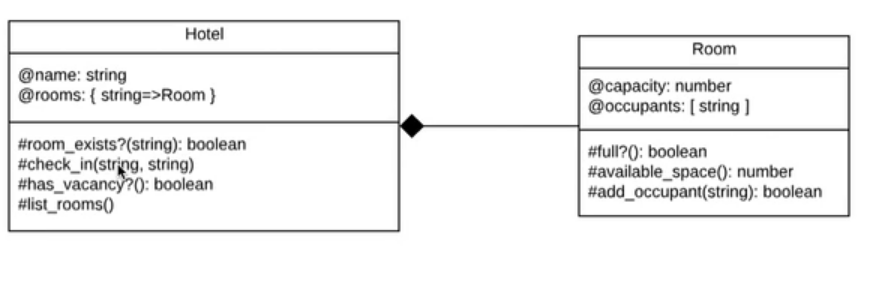 Hotel
@name: string
@rooms: { string=>Room }
#room_exists?(string): boolean
#check_in(string, string)
#has_vacancy?(): boolean
#list_rooms()
Room
@capacity: number
@occupants: [ string ]
#full?(): boolean
#available_space(): number
#add_occupant(string): boolean